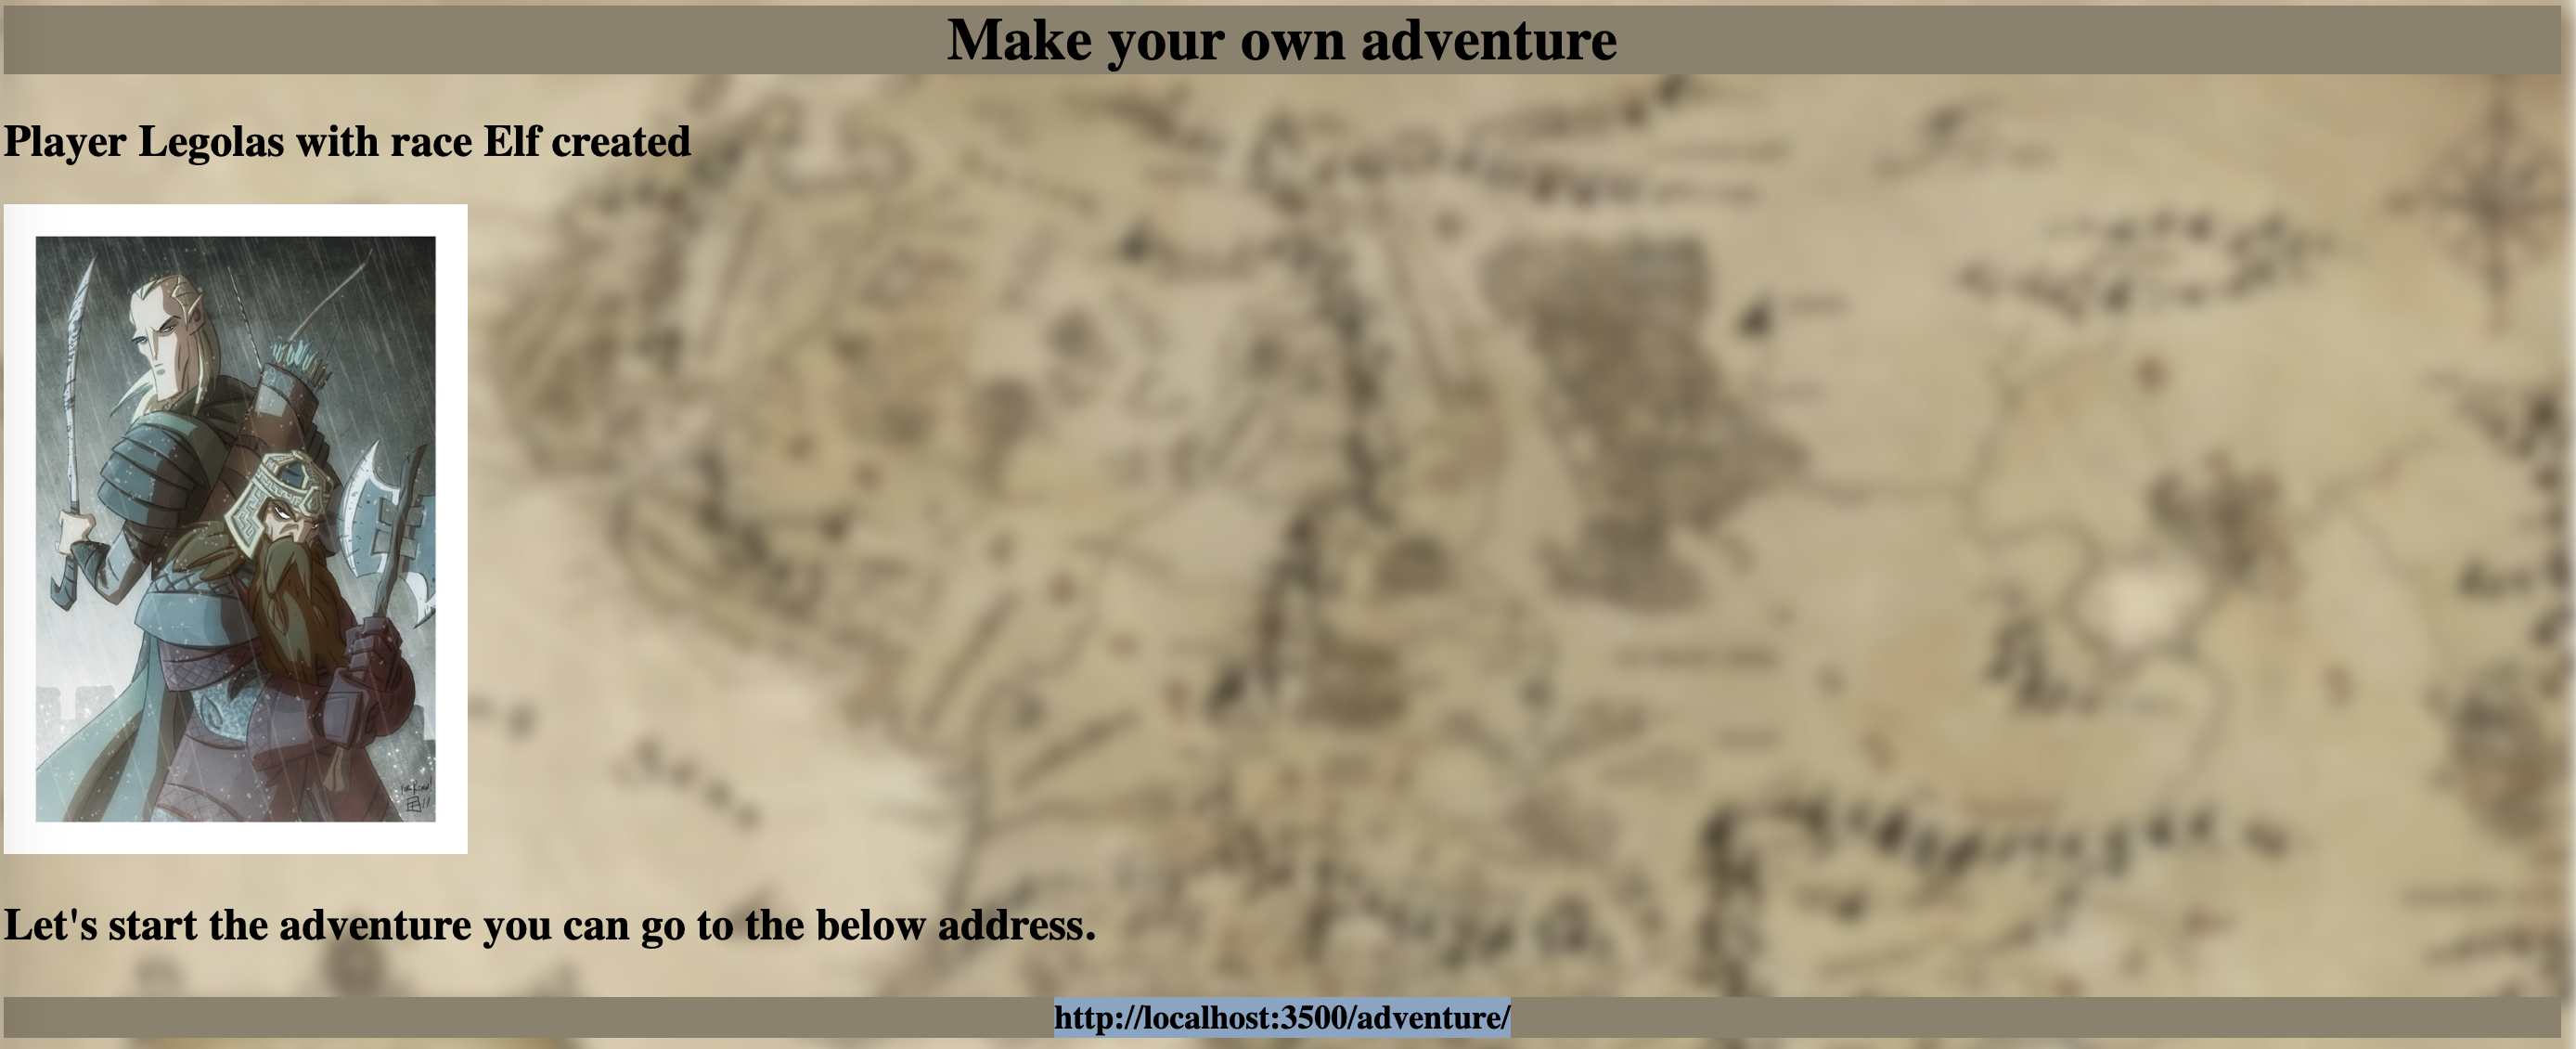 Make your own adventure
Player Legolas with race Elf created
Let's start the adventure you can go to the below address.
http://localhost:3500/adventure/